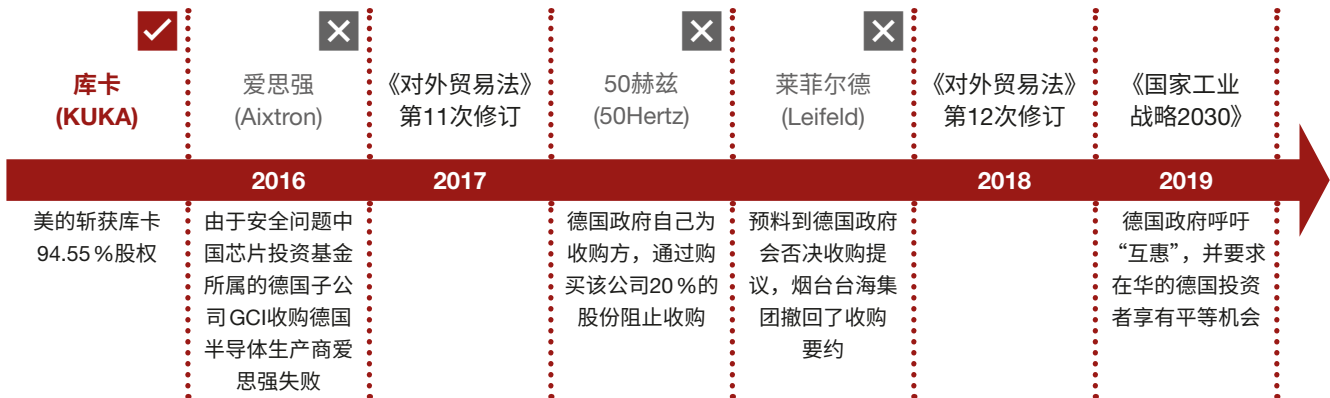 库卡
(KUKA)
爱思强
(Aixtron)
《对外贸易法》
第11次修订
50赫兹
(50Hertz)
莱菲尔德
(Leifeld)
《对外贸易法》
第12次修订
《国家工业
战略2030》
2016
2017
2018
2019
美的斩获库卡
94.55%股权
由于安全问题中
国芯片投资基金
所属的德国子公
司GCI收购德国
半导体生产商爱
思强失败
德国政府自己为
收购方，通过购
买该公司20%的
股份阻止收购
预料到德国政府
会否决收购提
议，烟台台海集
团撤回了收购
要约
德国政府呼吁
“互惠”，并要求
在华的德国投资
者享有平等机会